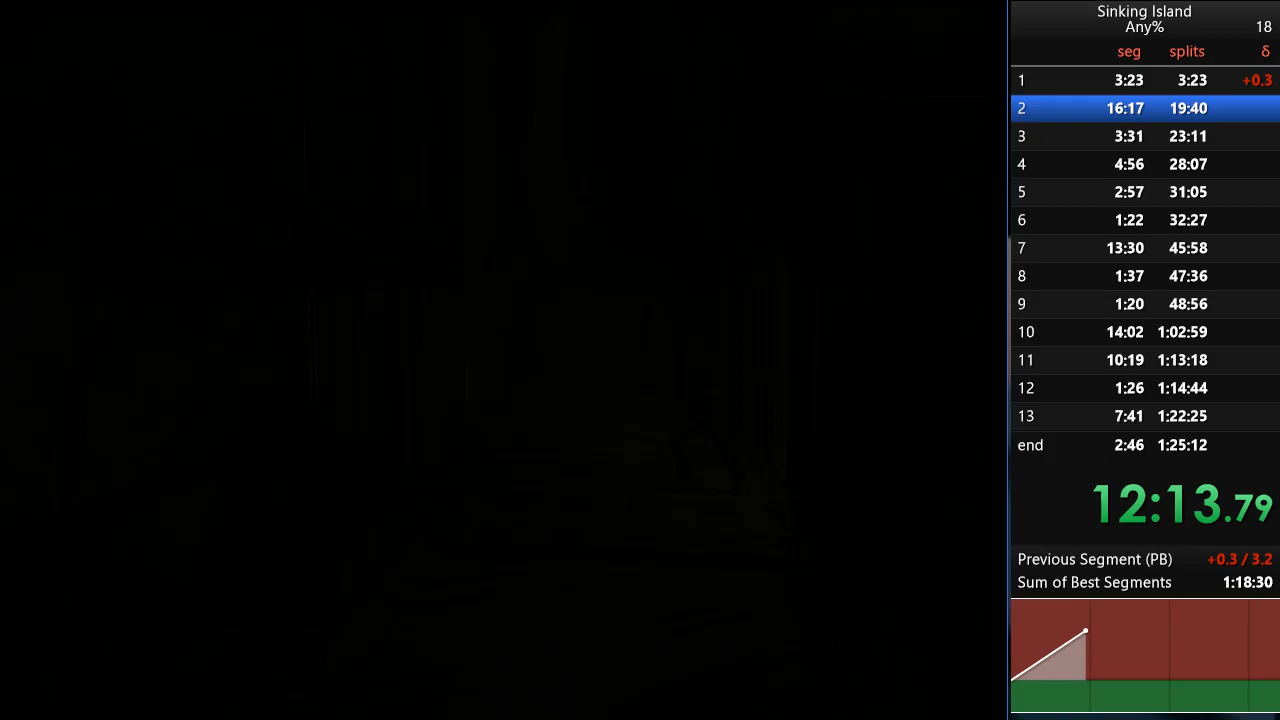 Sinking Island
Any% 18
seg splits δ
1 3:23 3:23 +0.3
2 16:17 19:40
3 3:31 23:11
4 4:56 28:07
5 2:57 31:05
6 1:22 32:27
7 13:30 45:58
8 1:37 47:36
9 1:20 48:56
10 14:02 1:02:59
11 10:19 1:13:18
12 1:26 1:14:44
13 7:41 1:22:25
end 2:46 1:25:12
12:13.79
Previous Segment (PB) +0.3 / 3.2
Sum of Best Segments 1:18:30